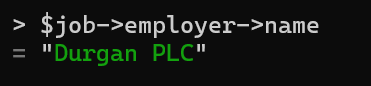 > $job->employer->name
= "Durgan PLC"